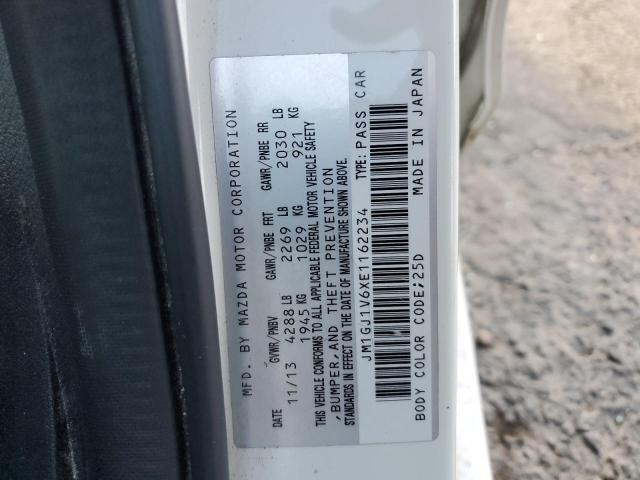 MFD. BY MAZDA MOTOR CORPORATION
DATE GVWR/PNBV GAWR/PNBE FRT GAWR/PNBE RR
11/13 4288 LB 2269 LB 2030 LB
1945 KG 1029 KG 921 KG
THIS VEHICLE CONFORMS TO ALL APPLICABLE FEDERAL MOTOR VEHICLE SAFETY
,BUMPER,AND THEFT PREVENTION
STANDARDS IN EFFECT ON THE DATE OF MANUFACTURE SHOWN ABOVE.
JM1GJ1V6XE1162234 TYPE: PASS CAR
BODY COLOR CODE;25D MADE IN JAPAN